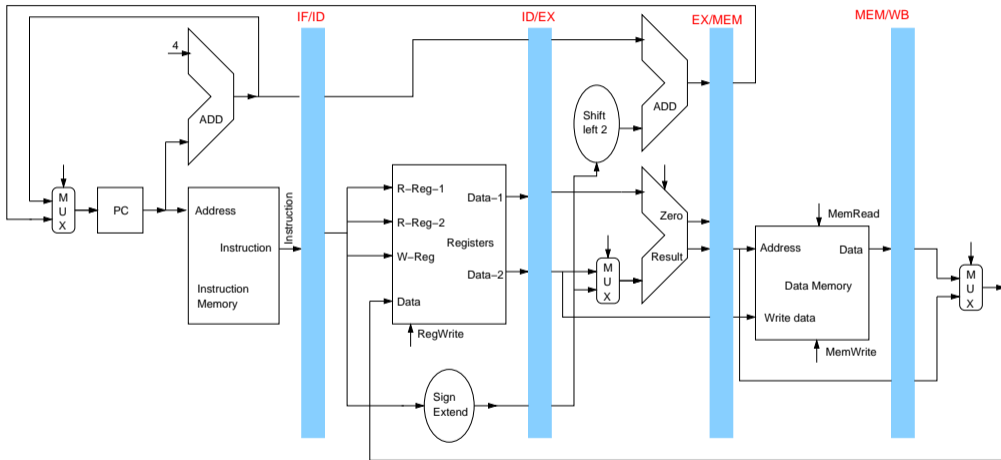 IF/ID
ID/EX
EX/MEM
MEM/WB
4
ADD
ADD
Shift
left 2
M
U
X
PC
Address
Instruction
Instruction
Memory
Instruction
R-Reg-1
R-Reg-2
W-Reg
Data
Registers
Data-1
Data-2
RegWrite
Sign
Extend
M
U
X
Zero
Result
MemRead
Address
Data
Data Memory
Write data
MemWrite
M
U
X